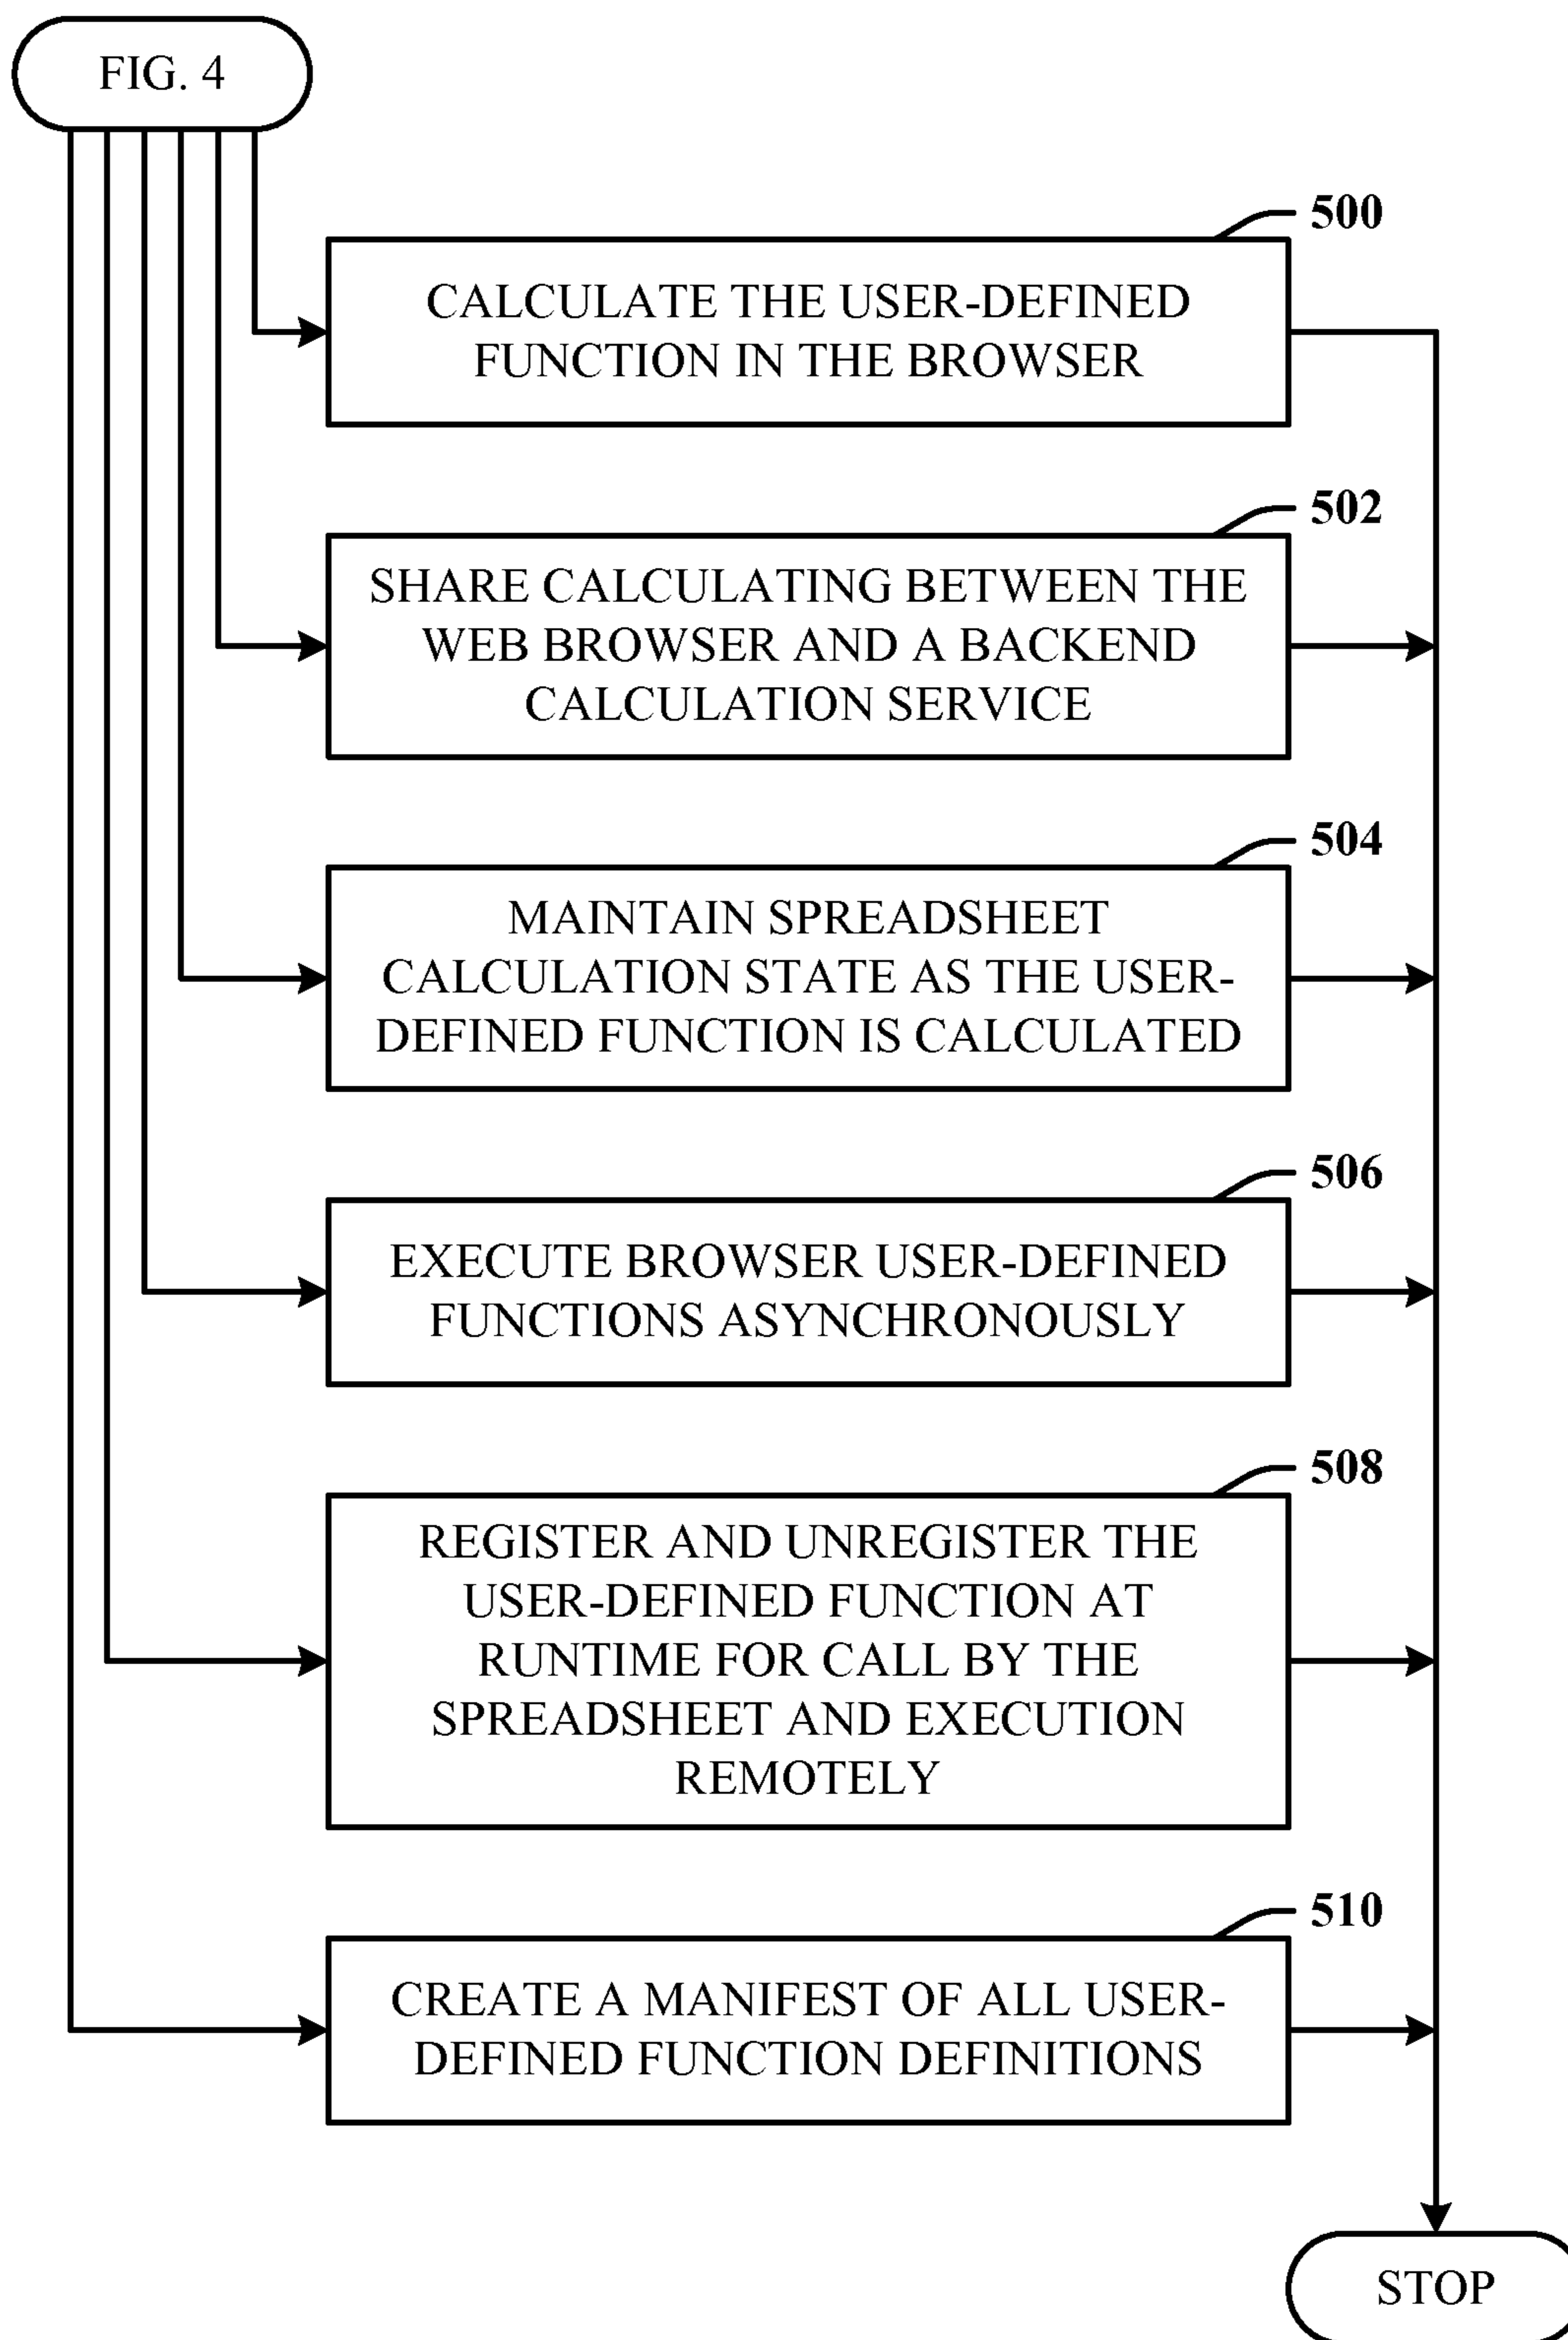 FIG. 4
500
CALCULATE THE USER-DEFINED
FUNCTION IN THE BROWSER
502
SHARE CALCULATING BETWEEN THE
WEB BROWSER AND A BACKEND
CALCULATION SERVICE
504
MAINTAIN SPREADSHEET
CALCULATION STATE AS THE USER-
DEFINED FUNCTION IS CALCULATED
506
EXECUTE BROWSER USER-DEFINED
FUNCTIONS ASYNCHRONOUSLY
508
REGISTER AND UNREGISTER THE
USER-DEFINED FUNCTION AT
RUNTIME FOR CALL BY THE
SPREADSHEET AND EXECUTION
REMOTELY
510
CREATE A MANIFEST OF ALL USER-
DEFINED FUNCTION DEFINITIONS
STOP